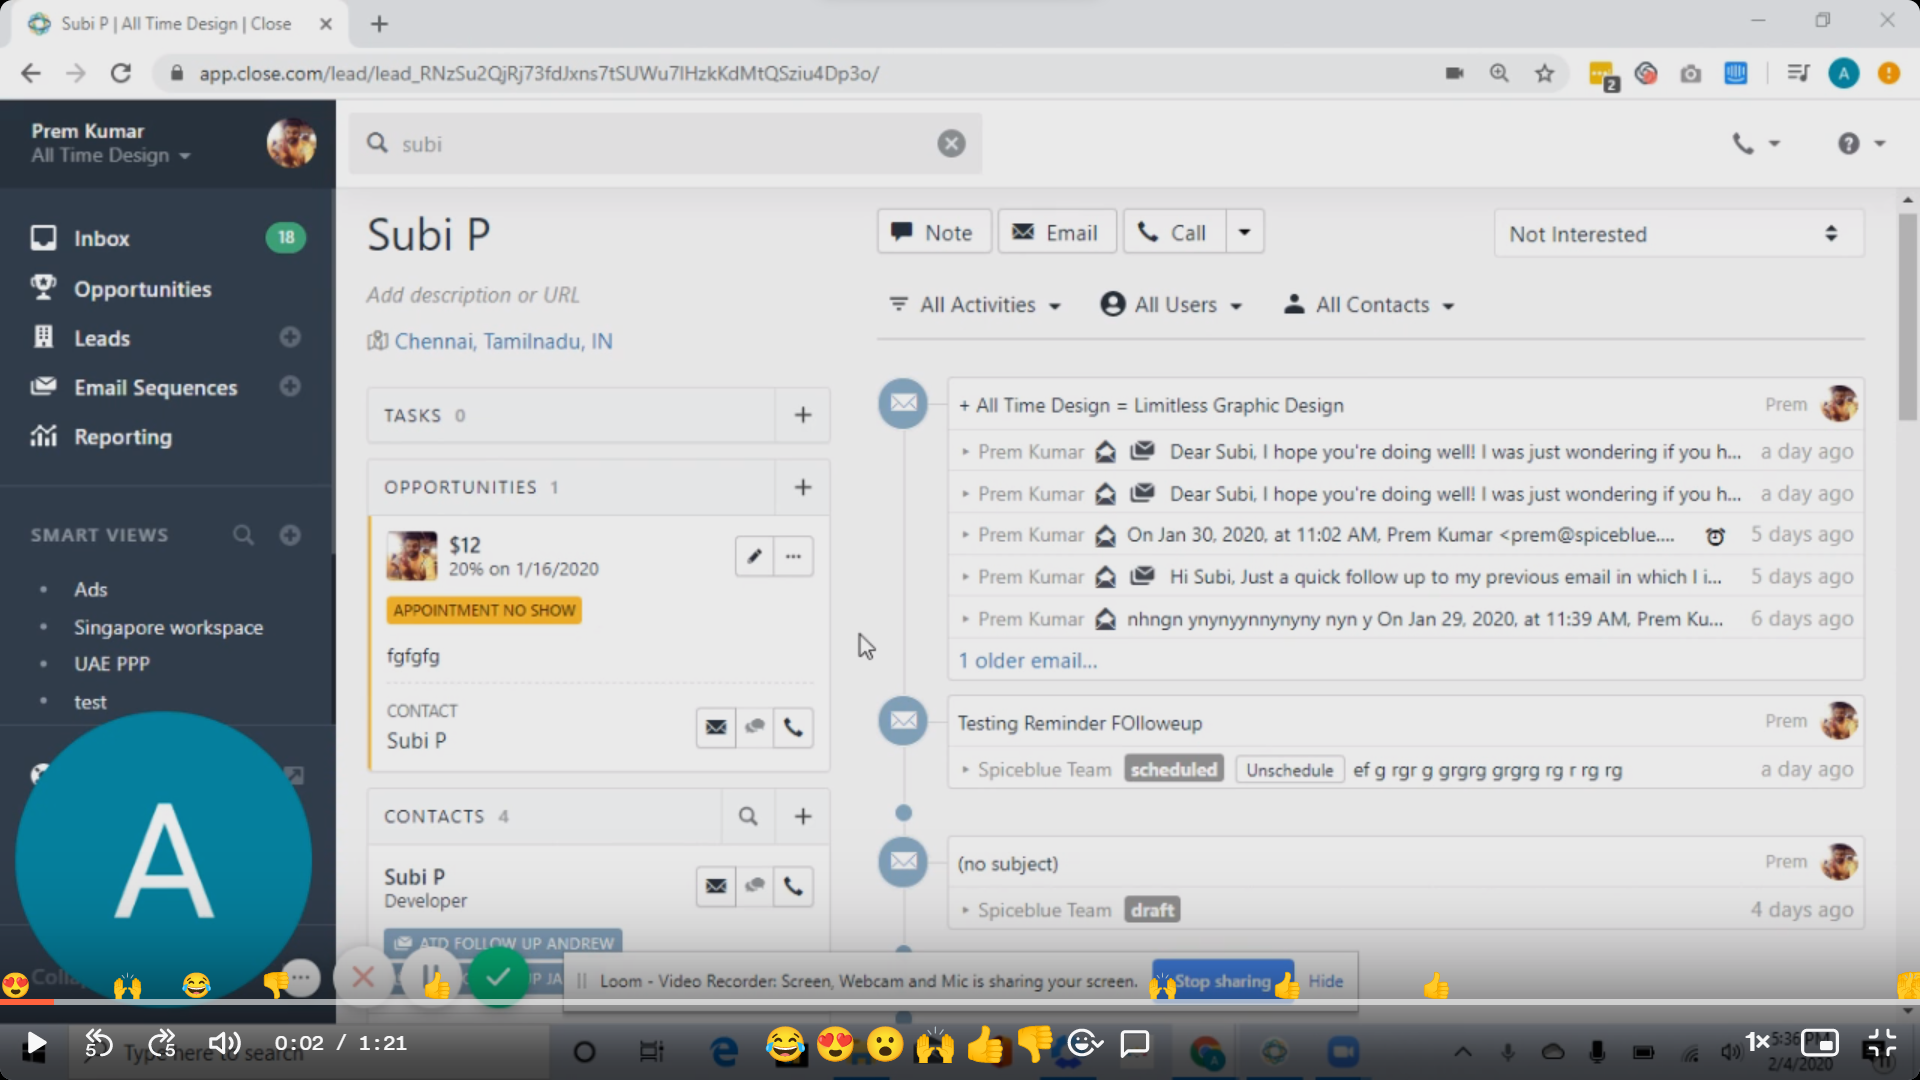 Subi P | All Time Design | Close
app.close.com/lead/lead_RNzSu2QjRj73fdJxns7tSUWu7IHzkKdMtQSziu4Dp3o/
2
A
Prem Kumar
All Time Design
subi
Inbox
18
Opportunities
Leads
Email Sequences
Reporting
SMART VIEWS
Ads
Singapore workspace
UAE PPP
test
A
Subi P
Add description or URL
Chennai, Tamilnadu, IN
TASKS 0
OPPORTUNITIES 1
$12
20% on 1/16/2020
APPOINTMENT NO SHOW
fgfgfg
CONTACT
Subi P
CONTACTS 4
Subi P
Developer
ATD FOLLOW UP ANDREW
Note
Email
Call
Not Interested
All Activities
All Users
All Contacts
+ All Time Design = Limitless Graphic Design
Prem
Prem Kumar Dear Subi, I hope you're doing well! I was just wondering if you h... a day ago
Prem Kumar Dear Subi, I hope you're doing well! I was just wondering if you h... a day ago
Prem Kumar On Jan 30, 2020, at 11:02 AM, Prem Kumar <prem@spiceblue.... 5 days ago
Prem Kumar Hi Subi, Just a quick follow up to my previous email in which I i... 5 days ago
Prem Kumar nhngn ynynyynnynyny nyn y On Jan 29, 2020, at 11:39 AM, Prem Ku... 6 days ago
1 older email...
Testing Reminder FOlloweup
Prem
Spiceblue Team scheduled Unschedule ef g rgr g grgrg grgrg rg r rg rg a day ago
(no subject)
Prem
Spiceblue Team draft 4 days ago
Loom - Video Recorder: Screen, Webcam and Mic is sharing your screen.
Stop sharing
Hide
5
5
0:02 / 1:21
Type here to search
1×
5:36 PM
2/4/2020